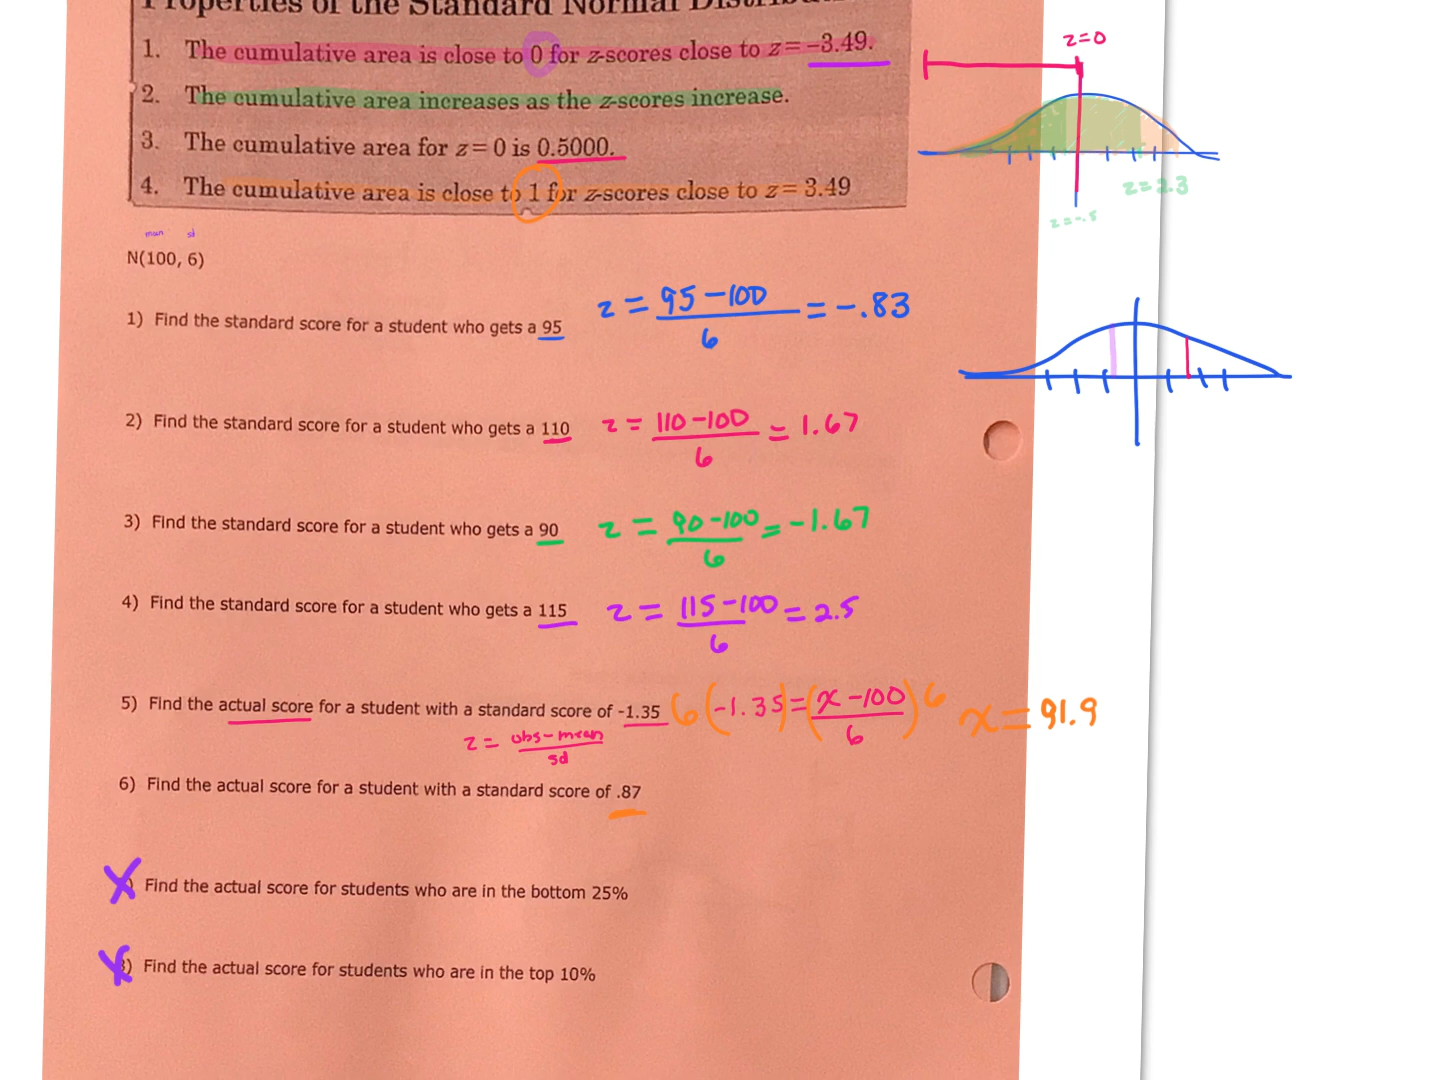 Properties of the Standard Normal
1. The cumulative area is close to 0 for z-scores close to z = −3.49.
2. The cumulative area increases as the z-scores increase.
3. The cumulative area for z = 0 is 0.5000.
4. The cumulative area is close to 1 for z-scores close to z = 3.49
z=0
z=2.3
z=-.5
sd
N(100, 6)
1) Find the standard score for a student who gets a 95 z = 95-100 / 6 = -.83
2) Find the standard score for a student who gets a 110 z = 110-100 / 6 = 1.67
3) Find the standard score for a student who gets a 90 z = 90-100 / 6 = -1.67
4) Find the standard score for a student who gets a 115 z = 115-100 / 6 = 2.5
5) Find the actual score for a student with a standard score of -1.35 6(-1.35)=(x-100 / 6)6 x=91.9
z = obs-mean / sd
6) Find the actual score for a student with a standard score of .87
Find the actual score for students who are in the bottom 25%
) Find the actual score for students who are in the top 10%